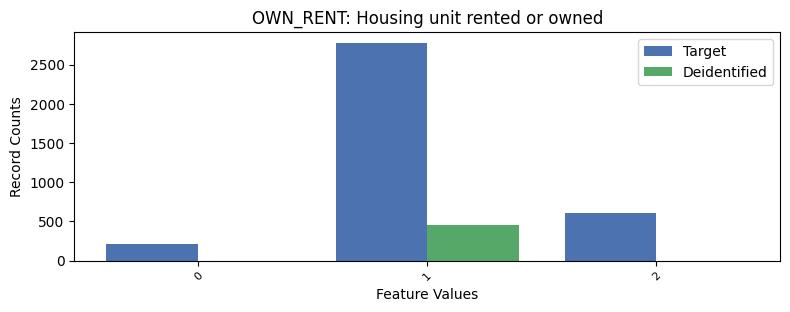 OWN_RENT: Housing unit rented or owned
Target
Deidentified
Record Counts
2500
2000
1500
1000
500
0
0
1
2
Feature Values